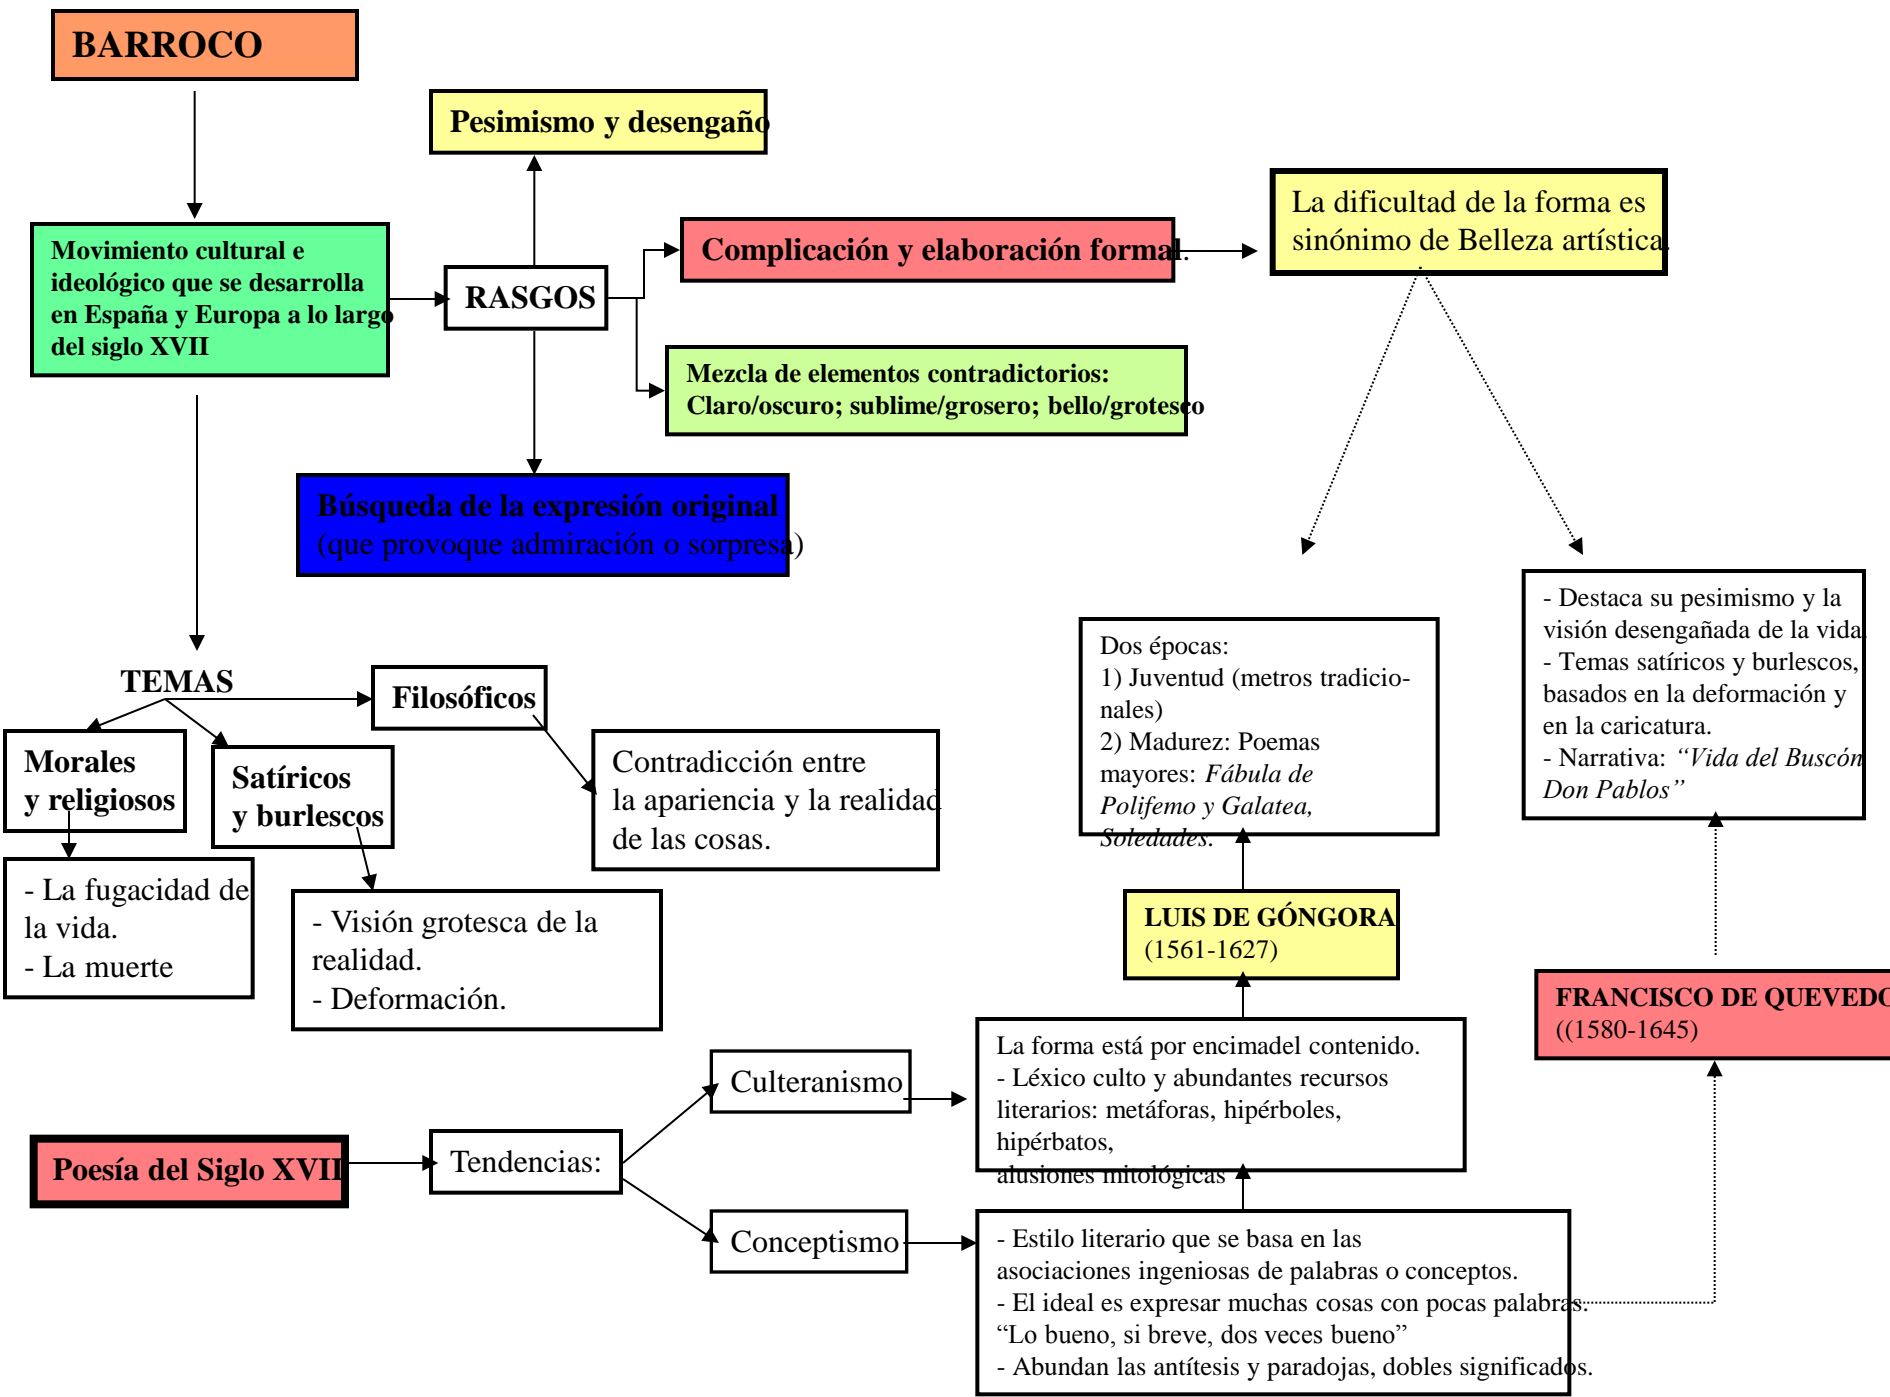 BARROCO
Pesimismo y desengaño
La dificultad de la forma es
sinónimo de Belleza artística.
Movimiento cultural e
ideológico que se desarrolla
en España y Europa a lo largo
del siglo XVII
RASGOS
Complicación y elaboración formal.
Mezcla de elementos contradictorios:
Claro/oscuro; sublime/grosero; bello/grotesco
Búsqueda de la expresión original
(que provoque admiración o sorpresa)
TEMAS
Filosóficos
Morales
y religiosos
Satíricos
y burlescos
Contradicción entre
la apariencia y la realidad
de las cosas.
- La fugacidad de
la vida.
- La muerte
- Visión grotesca de la
realidad.
- Deformación.
Dos épocas:
1) Juventud (metros tradicio-
nales)
2) Madurez: Poemas
mayores: Fábula de
Polifemo y Galatea,
Soledades.
- Destaca su pesimismo y la
visión desengañada de la vida.
- Temas satíricos y burlescos,
basados en la deformación y
en la caricatura.
- Narrativa: “Vida del Buscón
Don Pablos”
LUIS DE GÓNGORA
(1561-1627)
FRANCISCO DE QUEVEDO
((1580-1645)
Poesía del Siglo XVII
Tendencias:
Culteranismo
La forma está por encimadel contenido.
- Léxico culto y abundantes recursos
literarios: metáforas, hipérboles,
hipérbatos,
alusiones mitológicas
Conceptismo
- Estilo literario que se basa en las
asociaciones ingeniosas de palabras o conceptos.
- El ideal es expresar muchas cosas con pocas palabras.
“Lo bueno, si breve, dos veces bueno”
- Abundan las antítesis y paradojas, dobles significados.